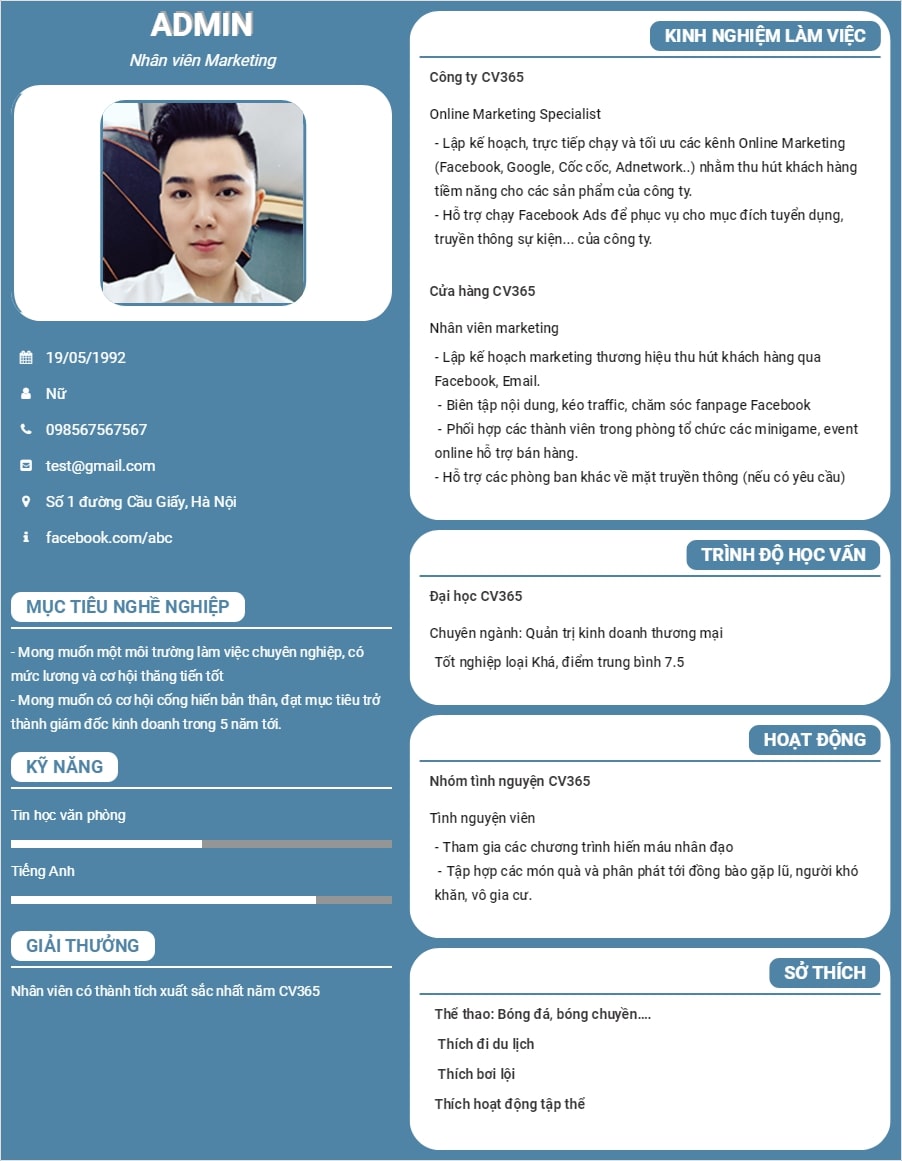 ADMIN
Nhân viên Marketing
19/05/1992
Nữ
098567567567
test@gmail.com
Số 1 đường Cầu Giấy, Hà Nội
facebook.com/abc
MỤC TIÊU NGHỀ NGHIỆP
- Mong muốn một môi trường làm việc chuyên nghiệp, có
mức lương và cơ hội thăng tiến tốt
- Mong muốn có cơ hội cống hiến bản thân, đạt mục tiêu trở
thành giám đốc kinh doanh trong 5 năm tới.
KỸ NĂNG
Tin học văn phòng
Tiếng Anh
GIẢI THƯỞNG
Nhân viên có thành tích xuất sắc nhất năm CV365
KINH NGHIỆM LÀM VIỆC
Công ty CV365
Online Marketing Specialist
- Lập kế hoạch, trực tiếp chạy và tối ưu các kênh Online Marketing
(Facebook, Google, Cốc cốc, Adnetwork..) nhằm thu hút khách hàng
tiềm năng cho các sản phẩm của công ty.
- Hỗ trợ chạy Facebook Ads để phục vụ cho mục đích tuyển dụng,
truyền thông sự kiện... của công ty.
Cửa hàng CV365
Nhân viên marketing
- Lập kế hoạch marketing thương hiệu thu hút khách hàng qua
Facebook, Email.
- Biên tập nội dung, kéo traffic, chăm sóc fanpage Facebook
- Phối hợp các thành viên trong phòng tổ chức các minigame, event
online hỗ trợ bán hàng.
- Hỗ trợ các phòng ban khác về mặt truyền thông (nếu có yêu cầu)
TRÌNH ĐỘ HỌC VẤN
Đại học CV365
Chuyên ngành: Quản trị kinh doanh thương mại
Tốt nghiệp loại Khá, điểm trung bình 7.5
HOẠT ĐỘNG
Nhóm tình nguyện CV365
Tình nguyện viên
- Tham gia các chương trình hiến máu nhân đạo
- Tập hợp các món quà và phân phát tới đồng bào gặp lũ, người khó
khăn, vô gia cư.
SỞ THÍCH
Thể thao: Bóng đá, bóng chuyền....
Thích đi du lịch
Thích bơi lội
Thích hoạt động tập thể